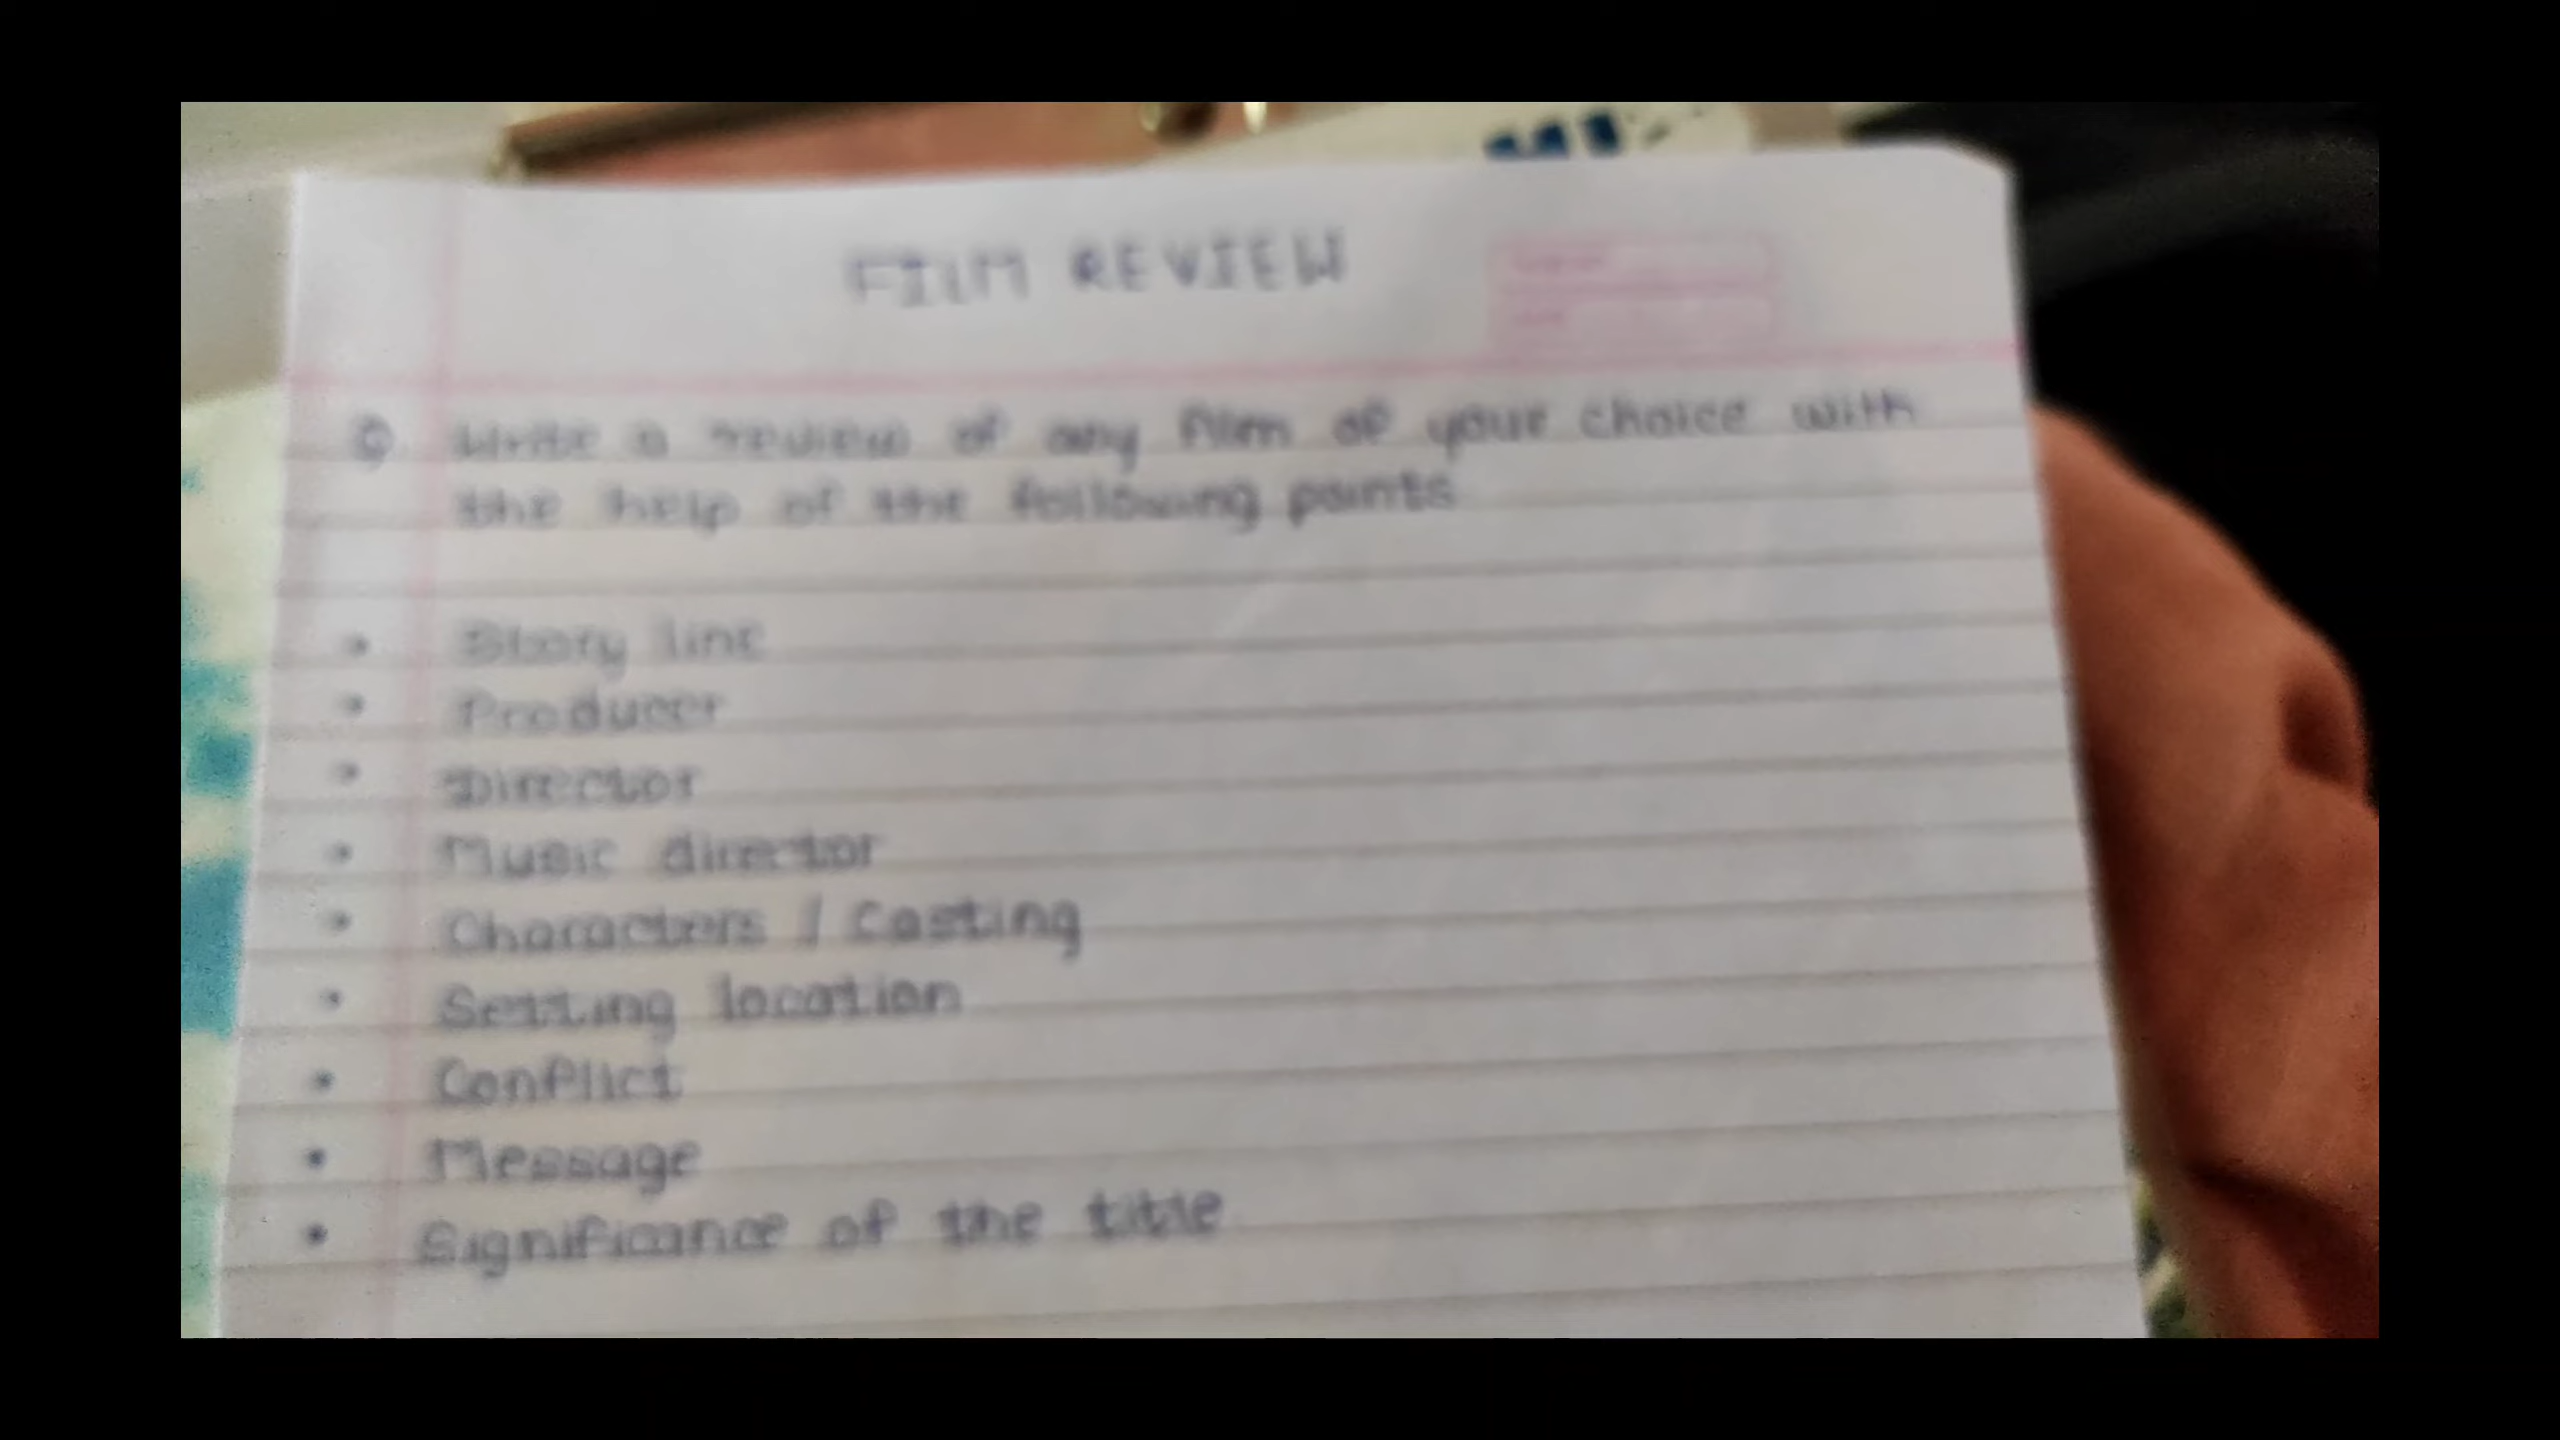 FILM REVIEW
Q. Write a review of any film of your choice with
the help of the following points
• Story line
• Producer
• Director
• Music director
• Characters / Casting
• Setting location
• Conflict
• Message
• Significance of the title